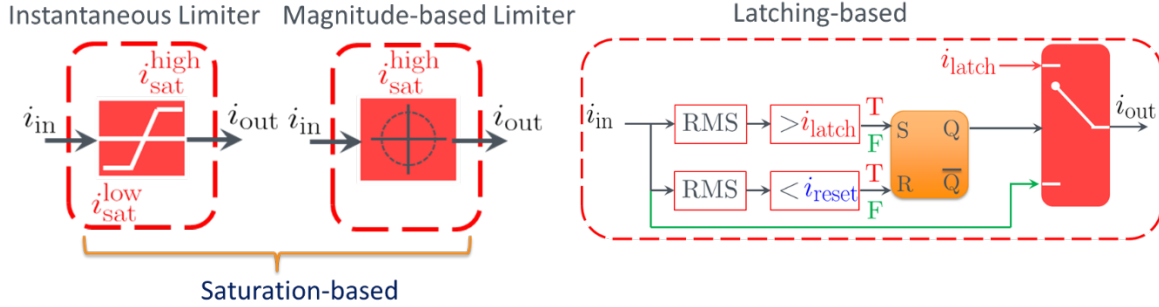 Instantaneous Limiter
i_sat^high
i_in
i_out
i_sat^low
Magnitude-based Limiter
i_sat^high
i_in
i_out
Saturation-based
Latching-based
i_latch
i_in
RMS
>i_latch
T
F
S
Q
i_out
RMS
< i_reset
T
F
R
Q̅